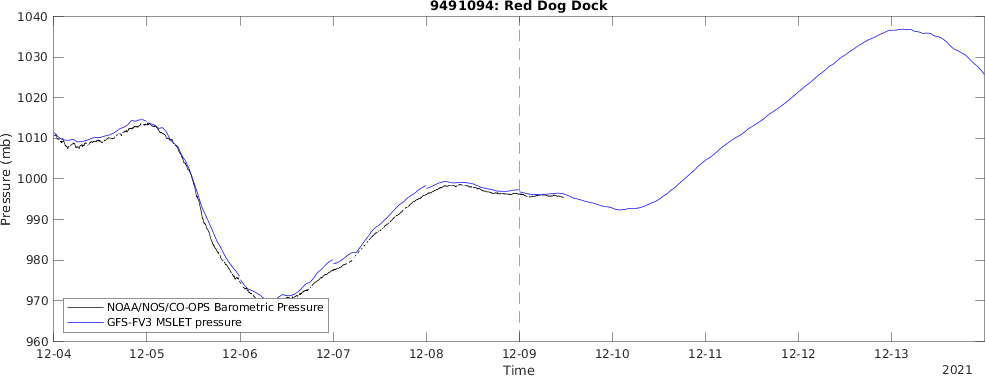 9491094: Red Dog Dock
1040
1030
1020
1010
1000
990
980
970
960
Pressure (mb)
NOAA/NOS/CO-OPS Barometric Pressure
GFS-FV3 MSLET pressure
12-04 12-05 12-06 12-07 12-08 12-09 12-10 12-11 12-12 12-13
Time
2021